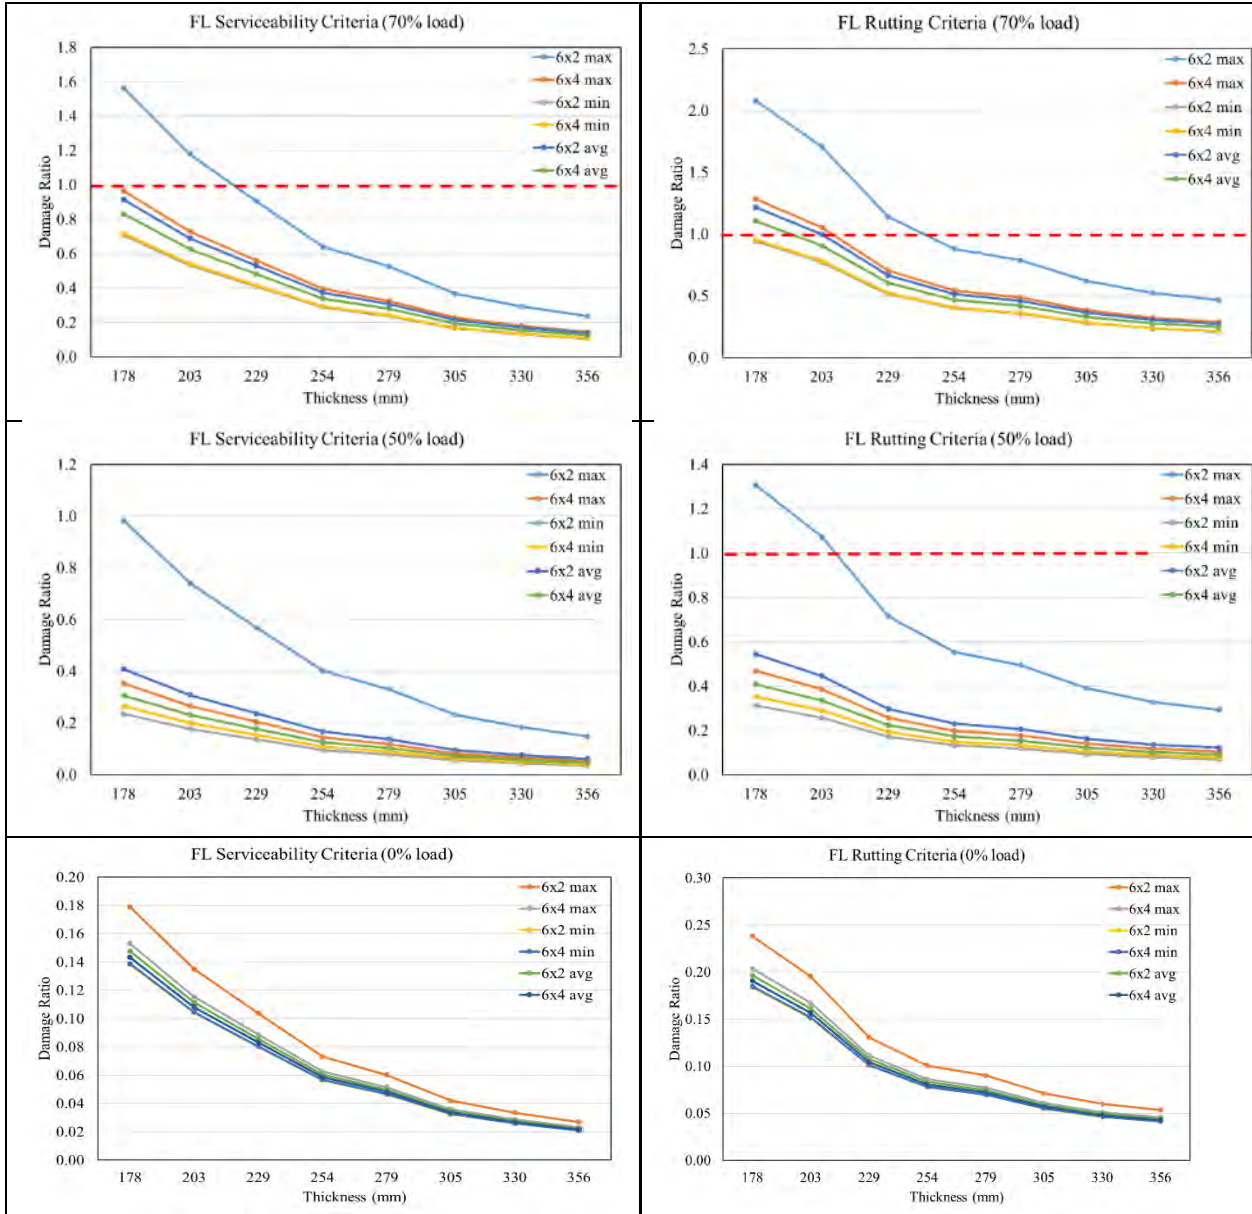 FL Serviceability Criteria (70% load)
1.8
1.6
1.4
1.2
1.0
0.8
0.6
0.4
0.2
0.0
Damage Ratio
6x2 max
6x4 max
6x2 min
6x4 min
6x2 avg
6x4 avg
178 203 229 254 279 305 330 356
Thickness (mm)
FL Rutting Criteria (70% load)
2.5
2.0
1.5
1.0
0.5
0.0
Damage Ratio
6x2 max
6x4 max
6x2 min
6x4 min
6x2 avg
6x4 avg
178 203 229 254 279 305 330 356
Thickness (mm)
FL Serviceability Criteria (50% load)
1.2
1.0
0.8
0.6
0.4
0.2
0.0
Damage Ratio
6x2 max
6x4 max
6x2 min
6x4 min
6x2 avg
6x4 avg
178 203 229 254 279 305 330 356
Thickness (mm)
FL Rutting Criteria (50% load)
1.4
1.2
1.0
0.8
0.6
0.4
0.2
0.0
Damage Ratio
6x2 max
6x4 max
6x2 min
6x4 min
6x2 avg
6x4 avg
178 203 229 254 279 305 330 356
Thickness (mm)
FL Serviceability Criteria (0% load)
0.20
0.18
0.16
0.14
0.12
0.10
0.08
0.06
0.04
0.02
0.00
Damage Ratio
6x2 max
6x4 max
6x2 min
6x4 min
6x2 avg
6x4 avg
178 203 229 254 279 305 330 356
Thickness (mm)
FL Rutting Criteria (0% load)
0.30
0.25
0.20
0.15
0.10
0.05
0.00
Damage Ratio
6x2 max
6x4 max
6x2 min
6x4 min
6x2 avg
6x4 avg
178 203 229 254 279 305 330 356
Thickness (mm)